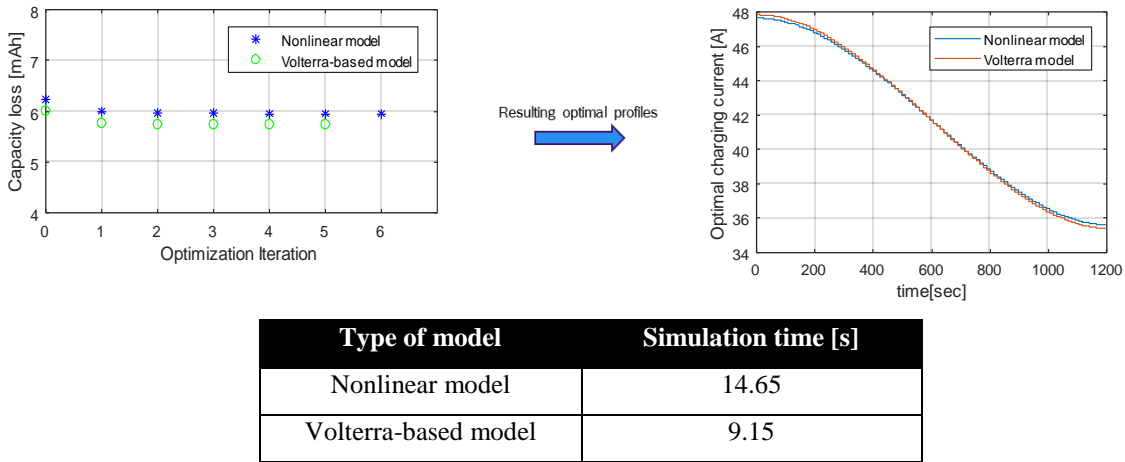 8
7
6
5
4
Capacity loss [mAh]
Nonlinear model
Volterra-based model
0 1 2 3 4 5 6
Optimization Iteration
Resulting optimal profiles
48
46
44
42
40
38
36
34
Optimal charging current [A]
Nonlinear model
Volterra model
0 200 400 600 800 1000 1200
time[sec]
Type of model Simulation time [s]
Nonlinear model 14.65
Volterra-based model 9.15